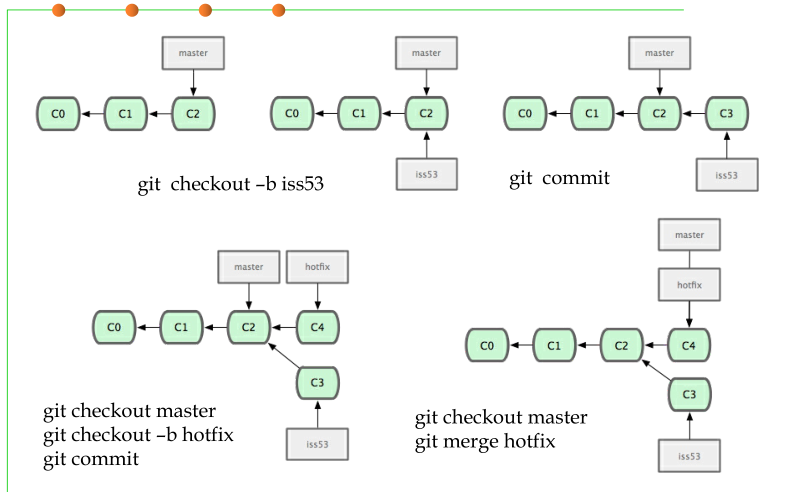 master
C0 C1 C2
master
C0 C1 C2
iss53
git checkout –b iss53
master
C0 C1 C2 C3
iss53
git commit
master hotfix
C0 C1 C2 C4
C3
iss53
git checkout master
git checkout –b hotfix
git commit
master
hotfix
C0 C1 C2 C4
C3
iss53
git checkout master
git merge hotfix